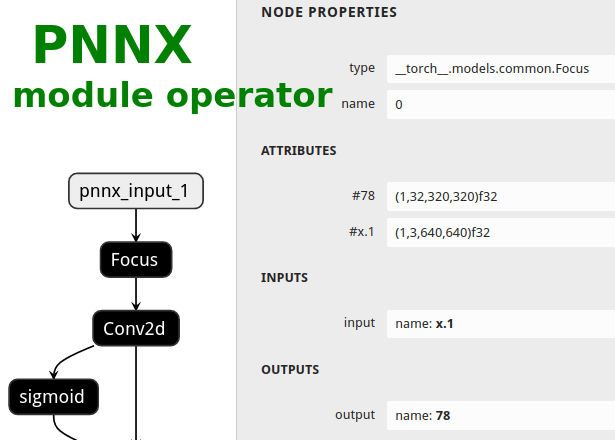 PNNX
module operator
pnnx_input_1
Focus
Conv2d
sigmoid
NODE PROPERTIES
type __torch__.models.common.Focus
name 0
ATTRIBUTES
#78 (1,32,320,320)f32
#x.1 (1,3,640,640)f32
INPUTS
input name: x.1
OUTPUTS
output name: 78